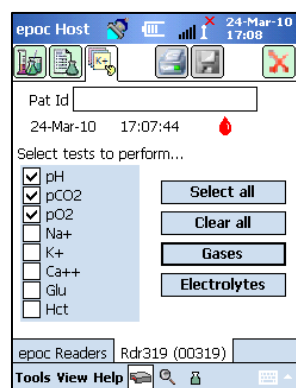 epoc Host 24-Mar-10 17:08
K+
Pat Id
24-Mar-10 17:07:44
Select tests to perform...
pH
pCO2
pO2
Na+
K+
Ca++
Glu
Hct
Select all
Clear all
Gases
Electrolytes
epoc Readers Rdr319 (00319)
Tools View Help